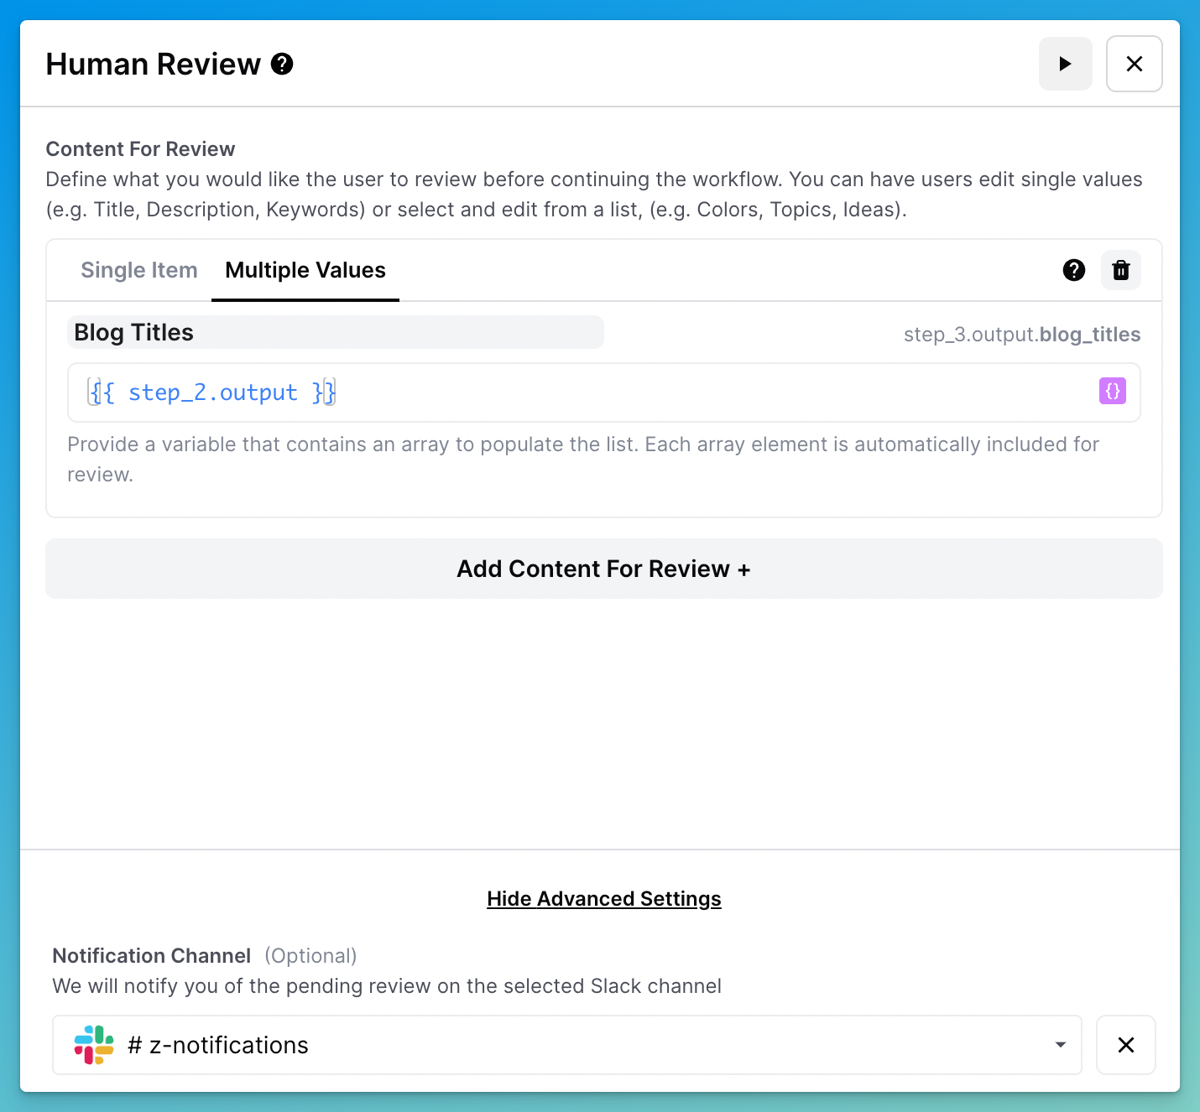 Human Review
Content For Review
Define what you would like the user to review before continuing the workflow. You can have users edit single values
(e.g. Title, Description, Keywords) or select and edit from a list, (e.g. Colors, Topics, Ideas).
Single Item Multiple Values
Blog Titles step_3.output.blog_titles
{{ step_2.output }} {}
Provide a variable that contains an array to populate the list. Each array element is automatically included for
review.
Add Content For Review +
Hide Advanced Settings
Notification Channel (Optional)
We will notify you of the pending review on the selected Slack channel
# z-notifications